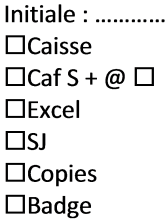 Initiale : …………
☐Caisse
☐Caf S + @ ☐
☐Excel
☐SJ
☐Copies
☐Badge